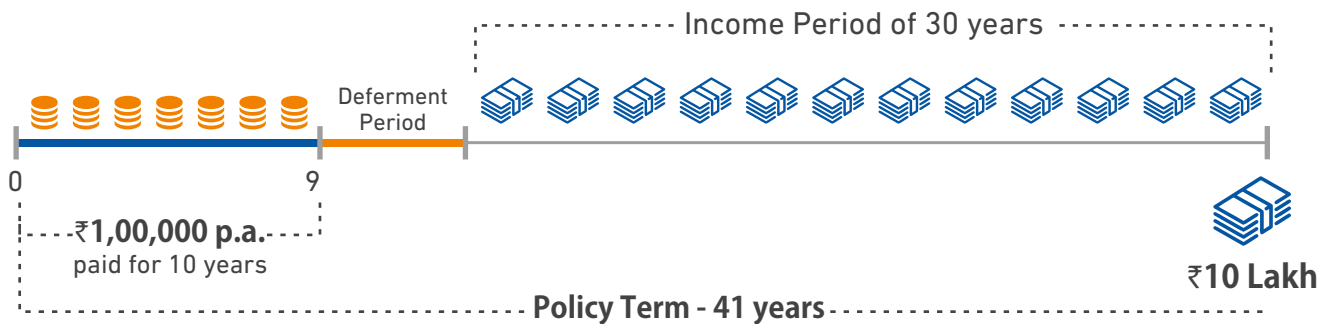 Income Period of 30 years
Deferment
Period
0
9
₹1,00,000 p.a.
paid for 10 years
₹10 Lakh
Policy Term - 41 years